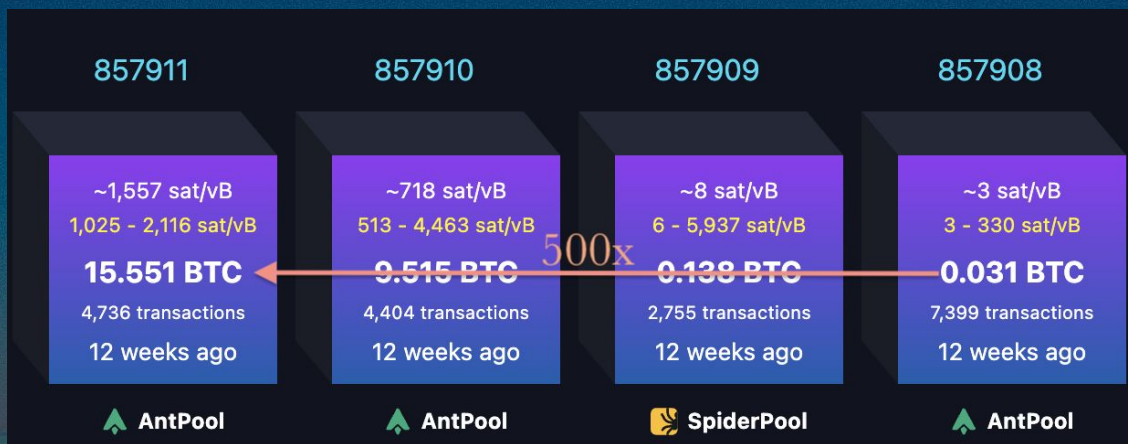 857911
857910
857909
857908
~1,557 sat/vB
1,025 - 2,116 sat/vB
15.551 BTC
4,736 transactions
12 weeks ago
AntPool
~718 sat/vB
513 - 4,463 sat/vB
9.515 BTC
4,404 transactions
12 weeks ago
AntPool
~8 sat/vB
6 - 5,937 sat/vB
0.138 BTC
2,755 transactions
12 weeks ago
SpiderPool
~3 sat/vB
3 - 330 sat/vB
0.031 BTC
7,399 transactions
12 weeks ago
AntPool
500x